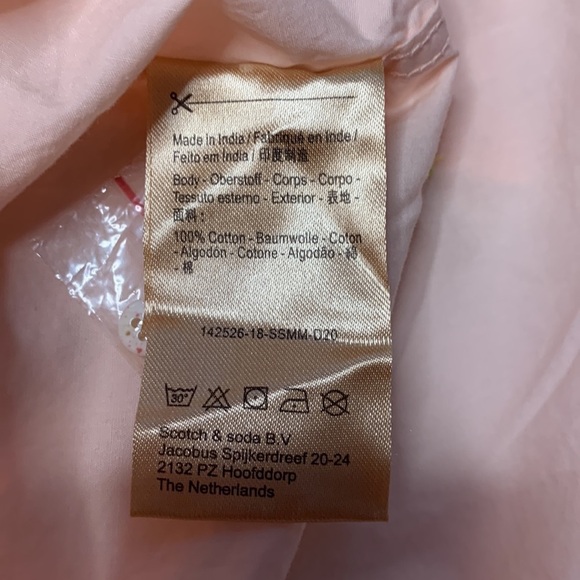 Made in India / Fabriqué en Inde /
Feito em India / 印度制造
Body - Oberstoff - Corps - Corpo -
Tessuto esterno - Exterior - 表地 -
面料 :
100% Cotton - Baumwolle - Coton
- Algodón - Cotone - Algodão - 綿
- 棉
142526-18-SSMM-D20
30°
Scotch & soda B.V
Jacobus Spijkerdreef 20-24
2132 PZ Hoofddorp
The Netherlands